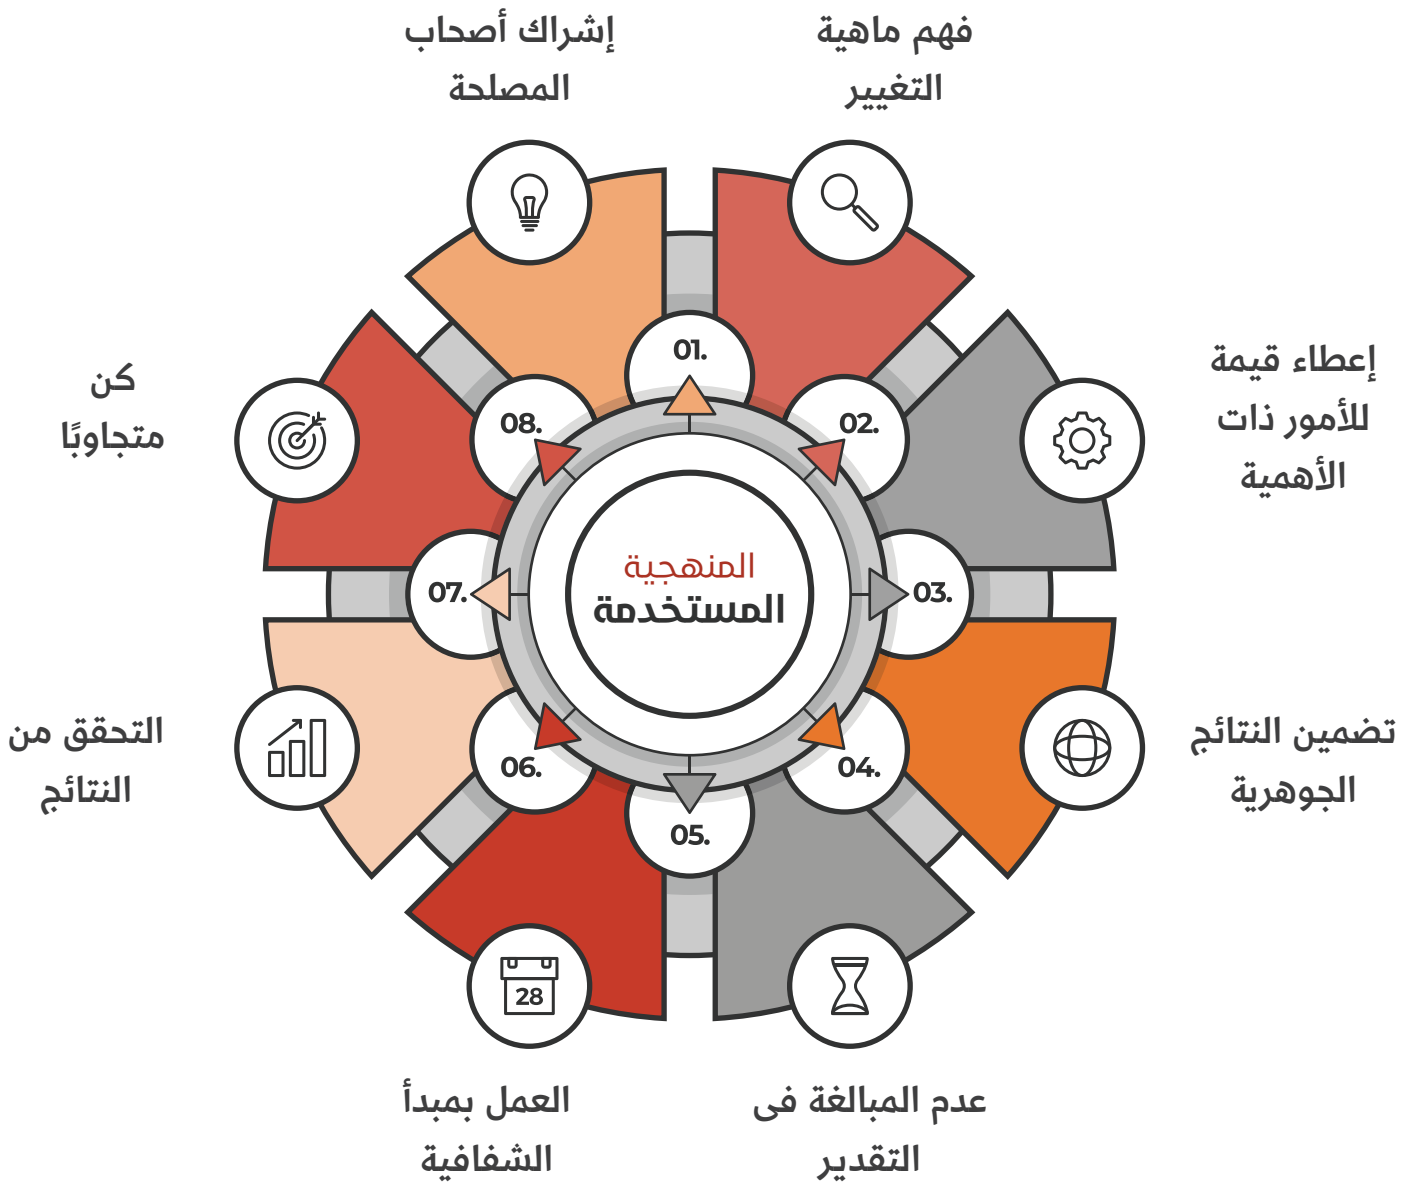 إشراك أصحاب
المصلحة
فهم ماهية
التغيير
إعطاء قيمة
للأمور ذات
الأهمية
تضمين النتائج
الجوهرية
عدم المبالغة فى
التقدير
العمل بمبدأ
الشفافية
التحقق من
النتائج
كن
متجاوبًا
01.
02.
03.
04.
05.
06.
07.
08.
المنهجية
المستخدمة
28